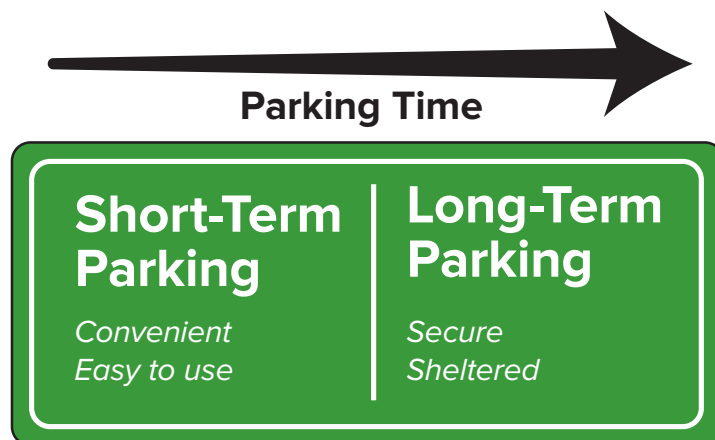 Parking Time
Short-Term
Parking
Convenient
Easy to use
Long-Term
Parking
Secure
Sheltered